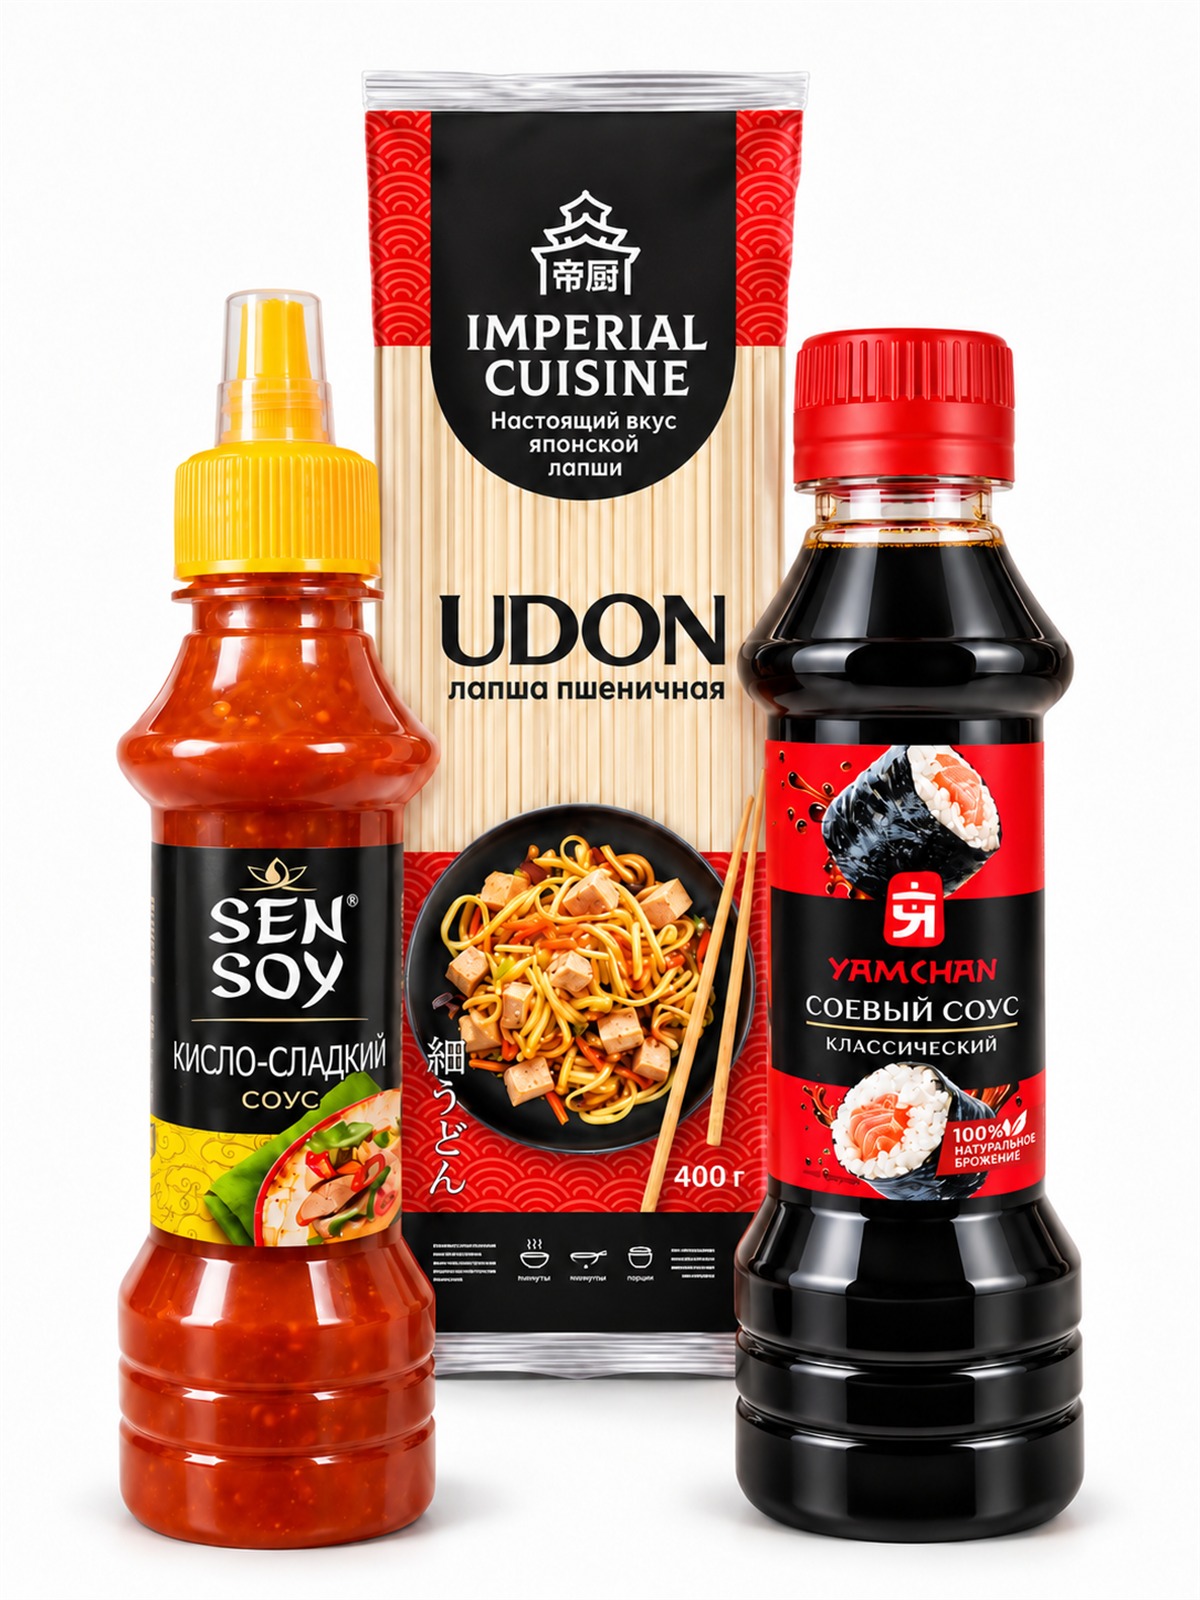 帝厨
IMPERIAL
CUISINE
Настоящий вкус
японской
лапши
UDON
лапша пшеничная
細うどん
400 г
порции
SEN
SOY®
КИСЛО-СЛАДКИЙ
СОУС
YAMCHAN
СОЕВЫЙ СОУС
КЛАССИЧЕСКИЙ
100%
НАТУРАЛЬНОЕ
БРОЖЕНИЕ